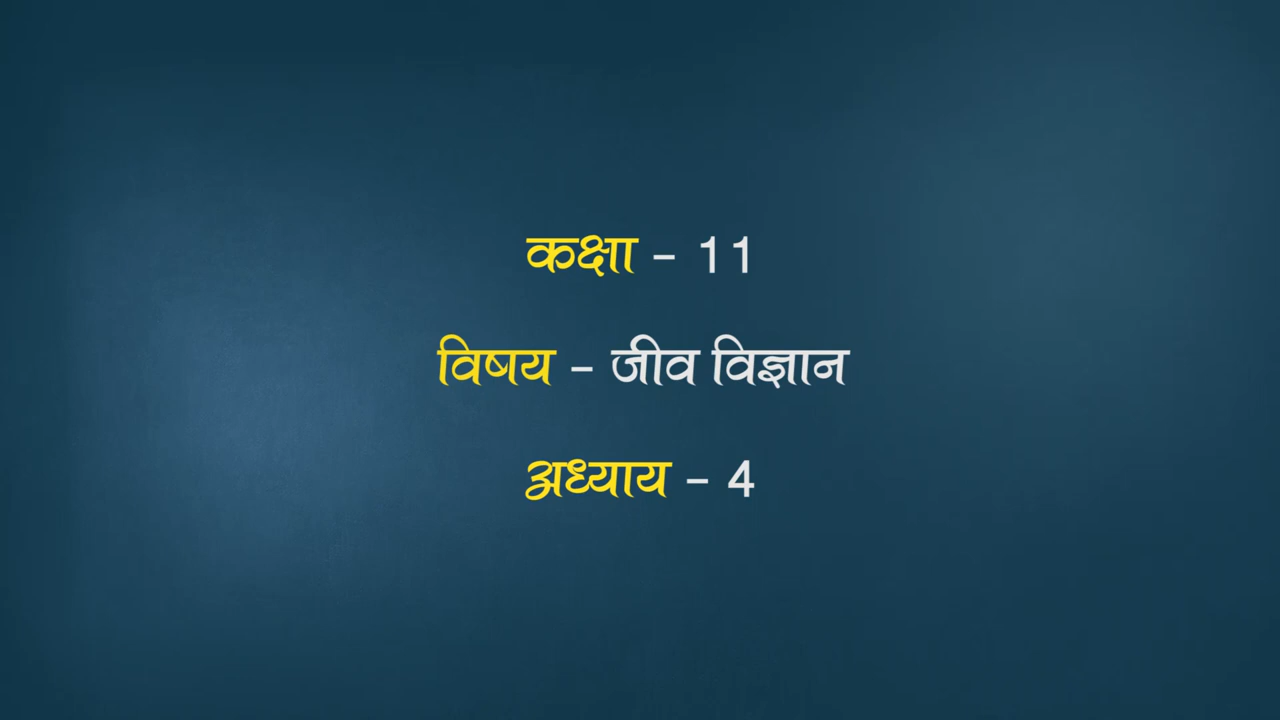 कक्षा – 11
विषय – जीव विज्ञान
अध्याय – 4